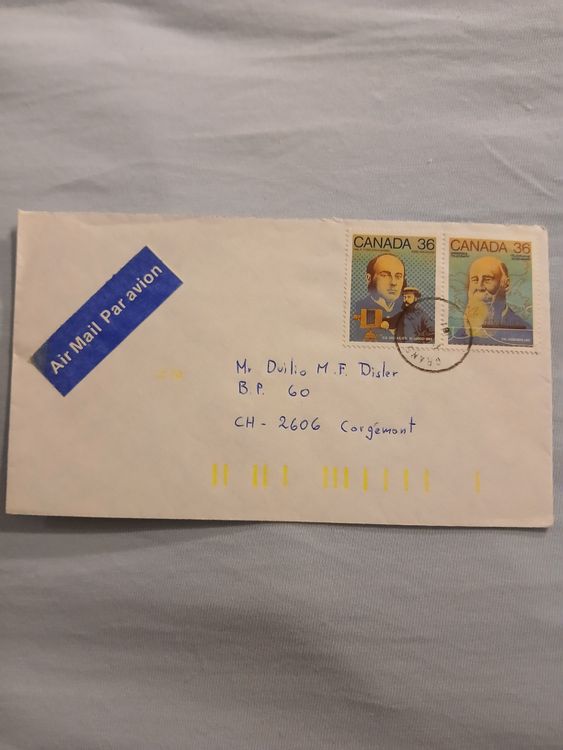 Air Mail Par avion
CANADA 36
CANADA 36
Mr Duilio M.F. Disler
B.P. 60
CH - 2606 Corgémont